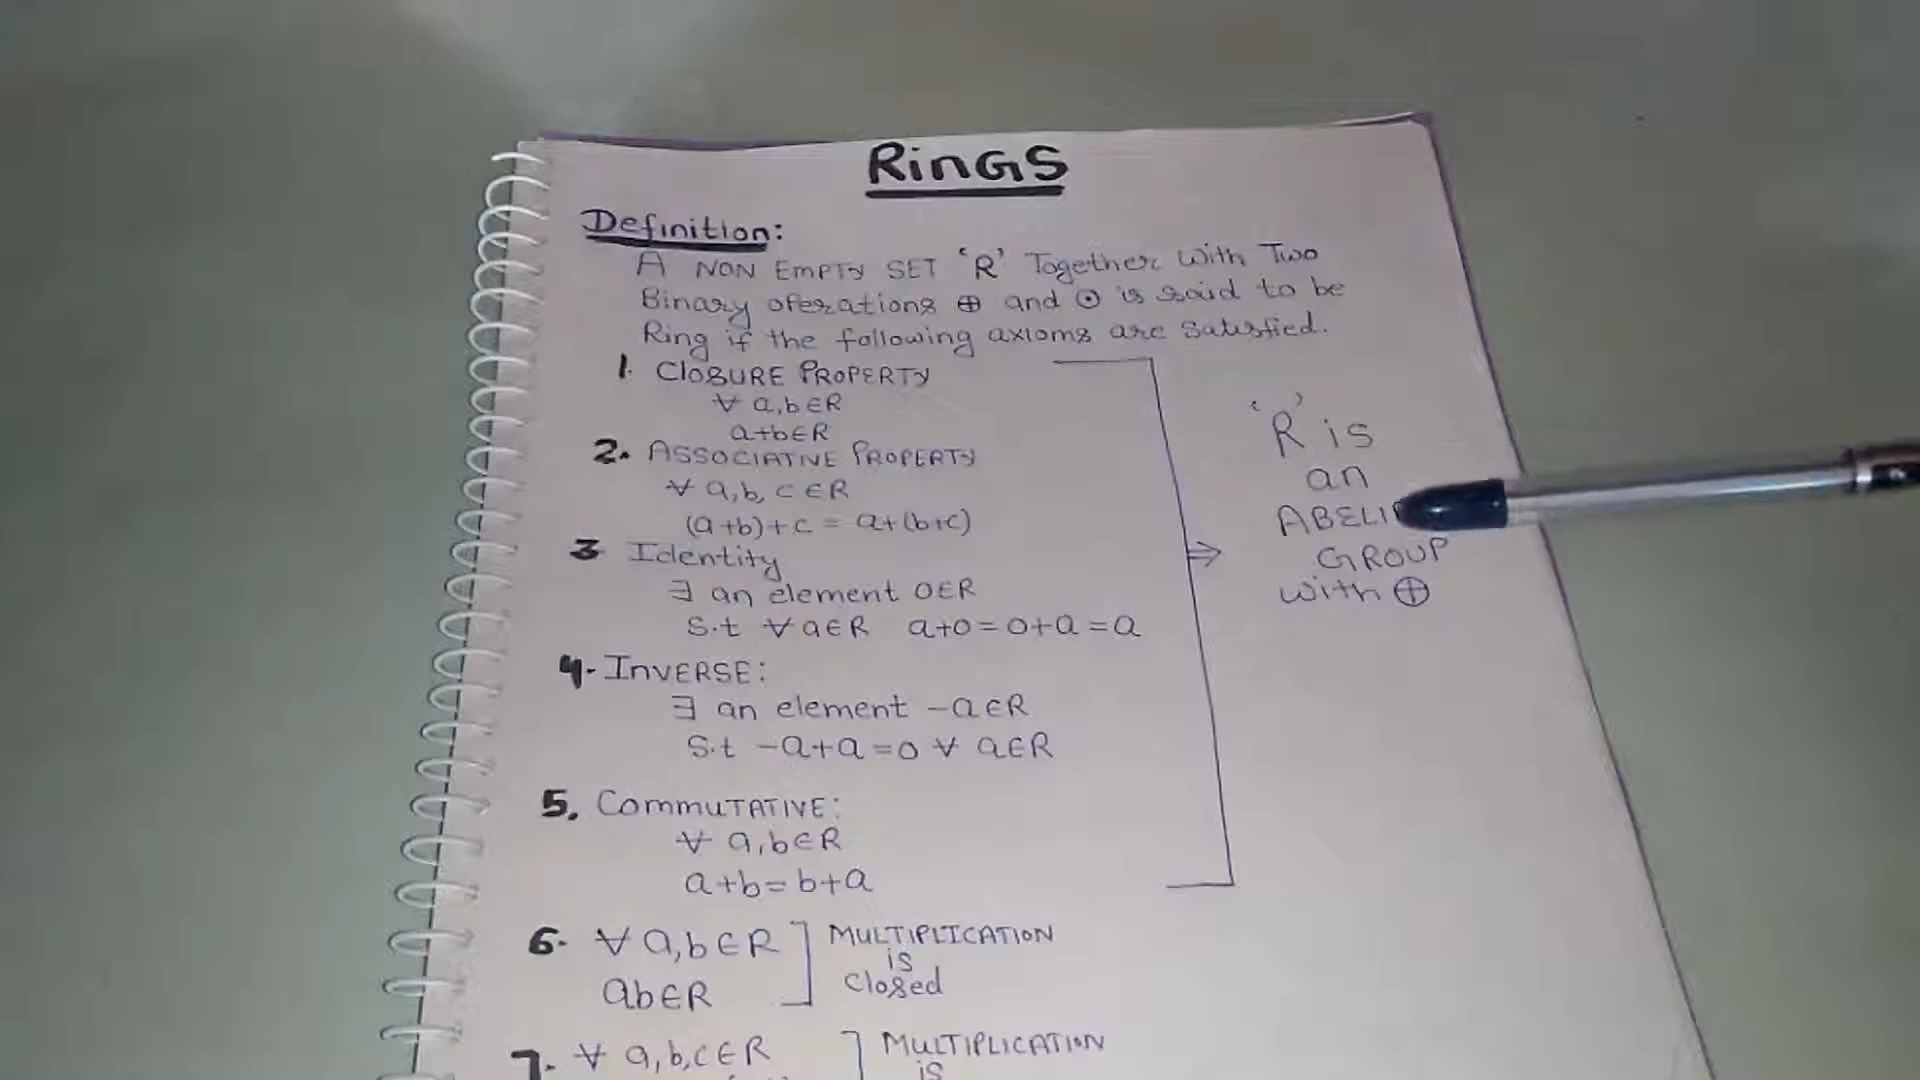 RinGS
Definition:
A NON EMPTY SET 'R' Together with Two
Binary operations ⊕ and ⊙ is said to be
Ring if the following axioms are satisfied.
1. CLOSURE PROPERTY
∀ a,b∈R
a+b∈R
2. ASSOCIATIVE PROPERTY
∀ a,b,c∈R
(a+b)+c = a+(b+c)
3 Identity
∃ an element 0∈R
S.t ∀a∈R a+0=0+a=a
4. INVERSE:
∃ an element -a∈R
S.t -a+a=0 ∀ a∈R
5. COMMUTATIVE:
∀ a,b∈R
a+b=b+a
⇒ 'R' is
an
GROUP
with ⊕
6. ∀ a,b∈R ] MULTIPLICATION
is
closed
ab∈R
7. ∀ a,b,c∈R ] MULTIPLICATION
is